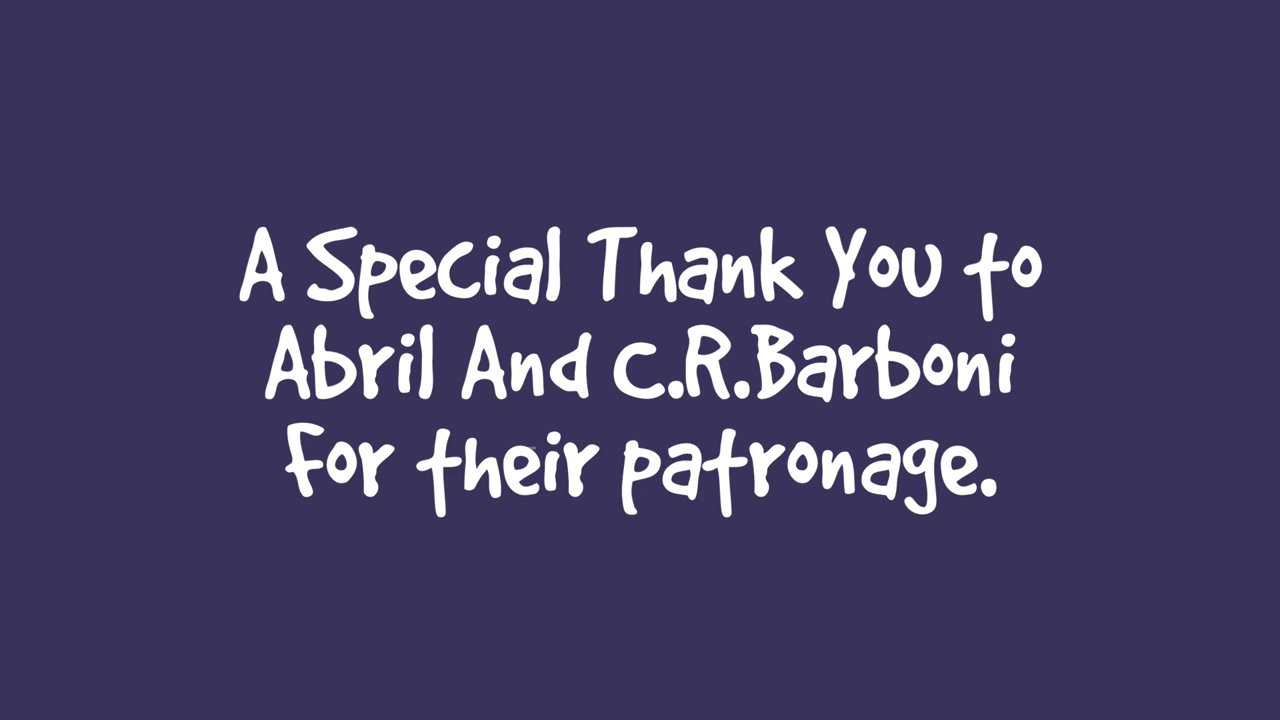 A Special Thank You to
Abril And C.R.Barboni
For their patronage.